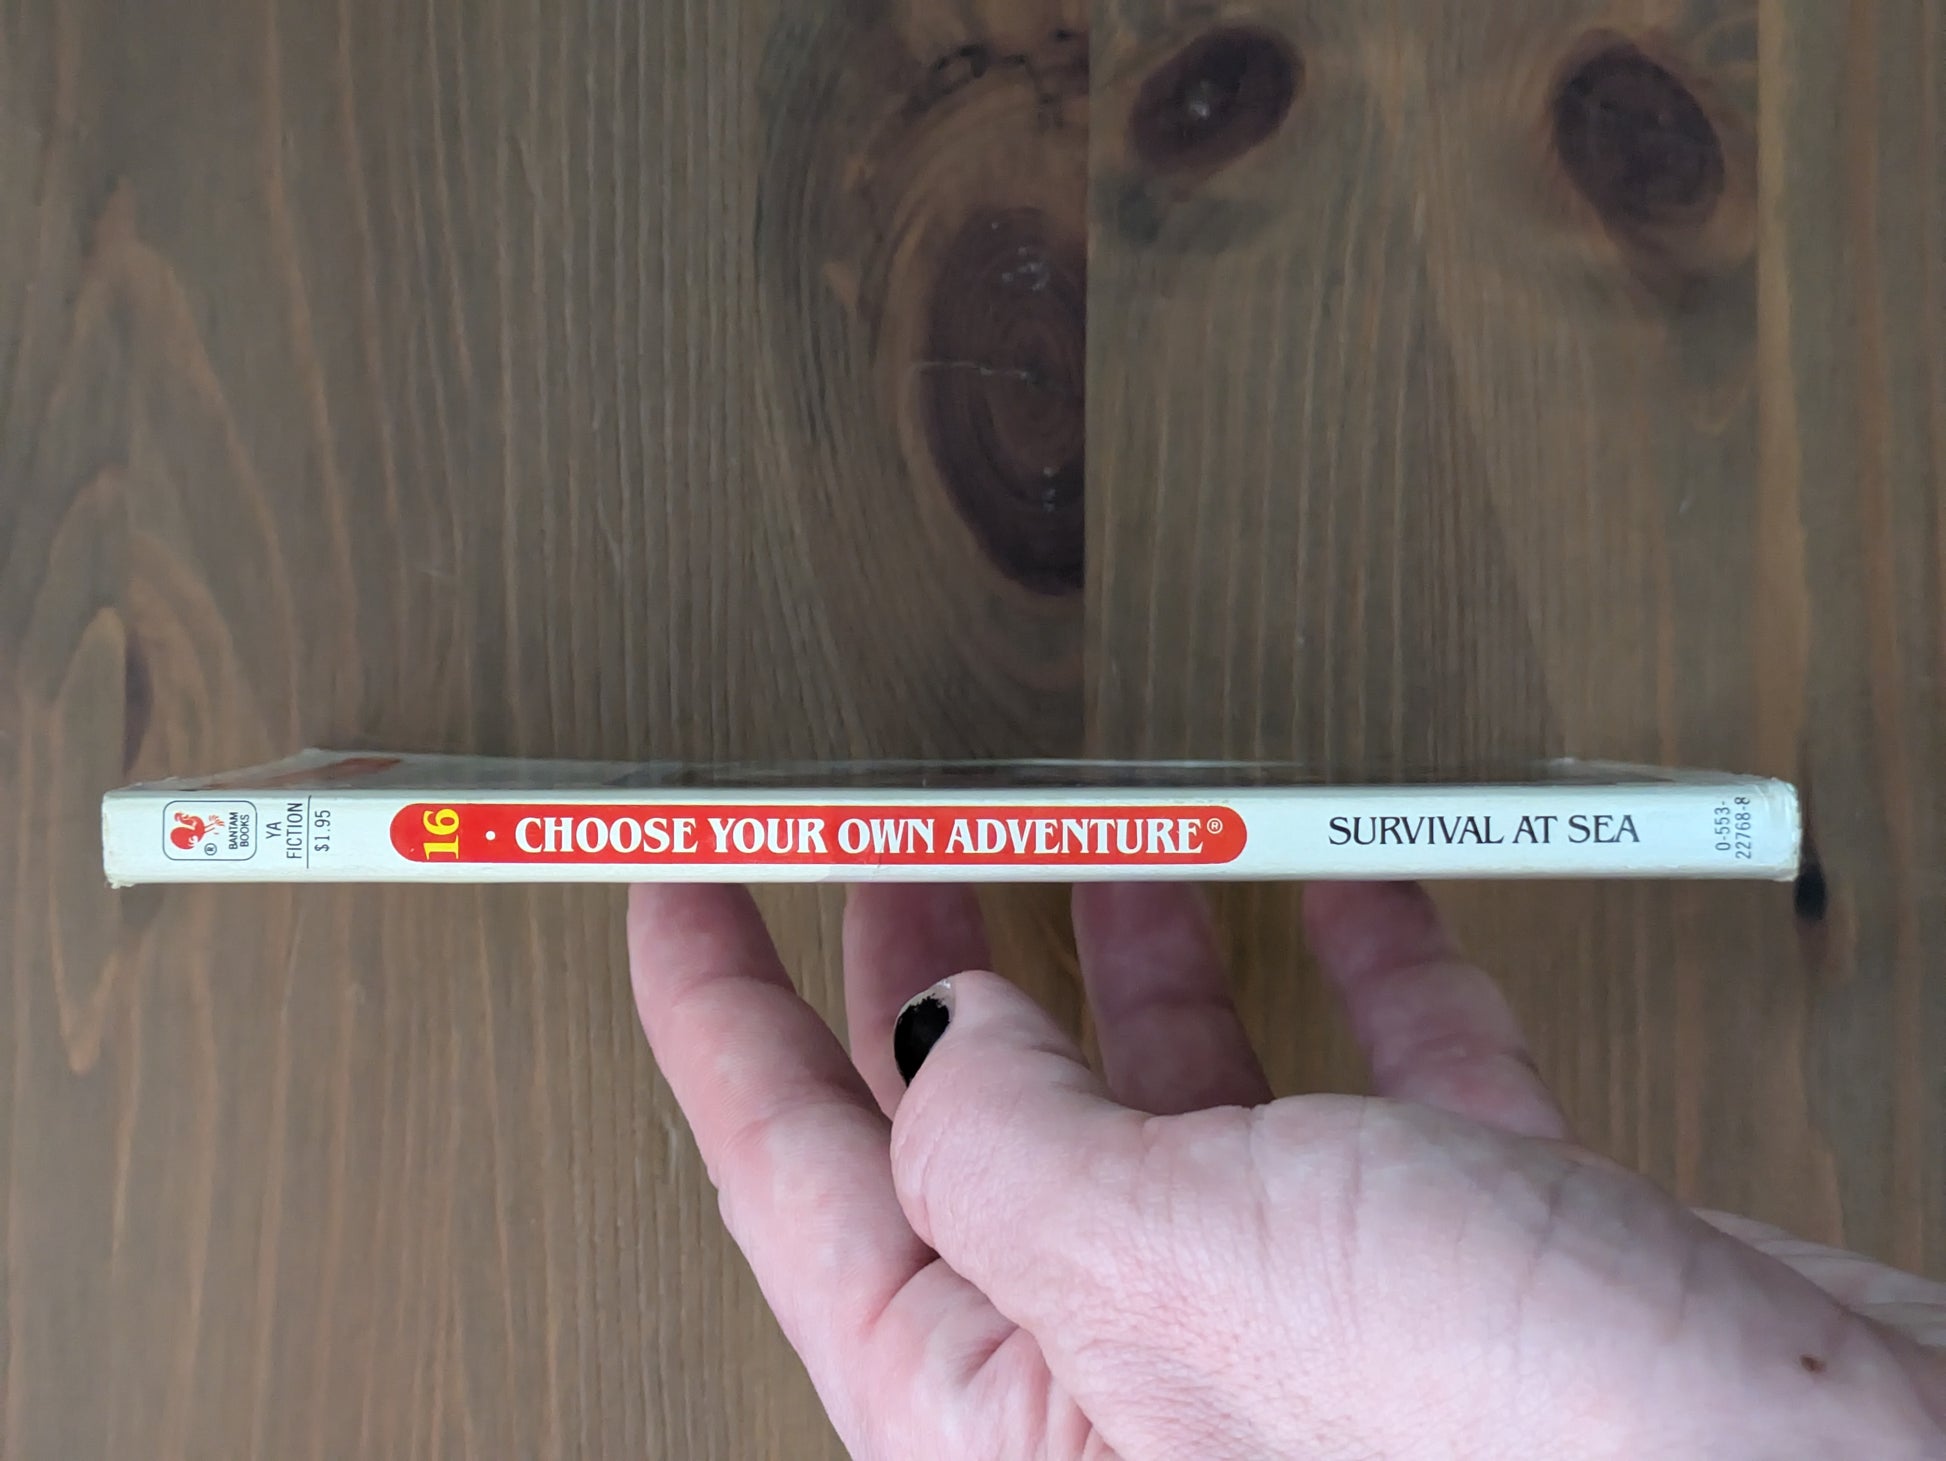 ®
BANTAM
BOOKS
YA
FICTION
$1.95
16 • CHOOSE YOUR OWN ADVENTURE®
SURVIVAL AT SEA
0-553-
22768-8